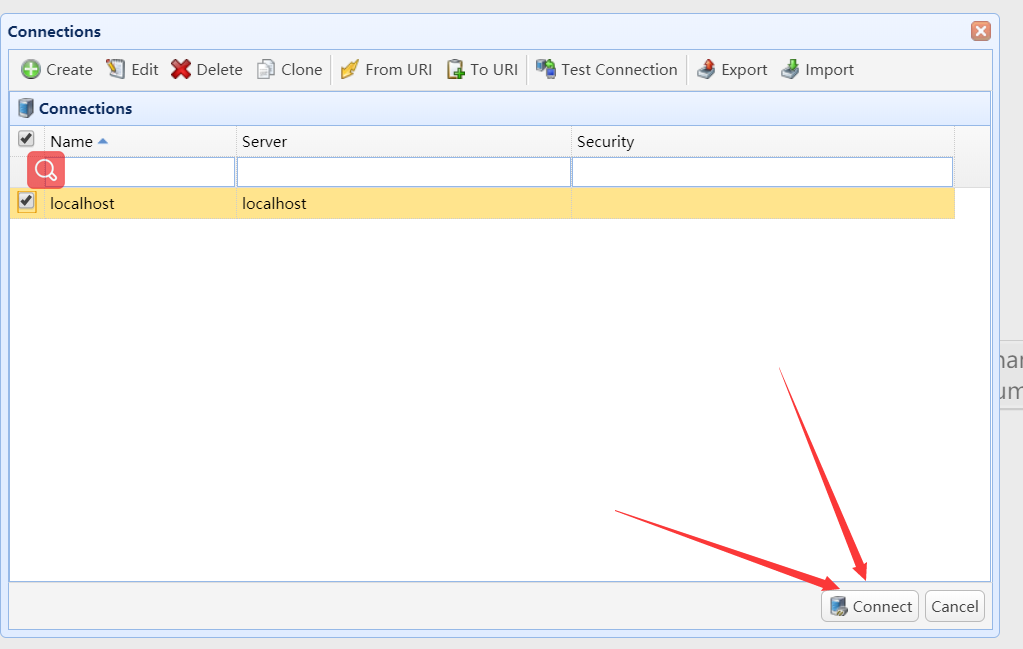 Connections
Create Edit Delete Clone From URI To URI Test Connection Export Import
Connections
Name Server Security
localhost localhost
Connect Cancel